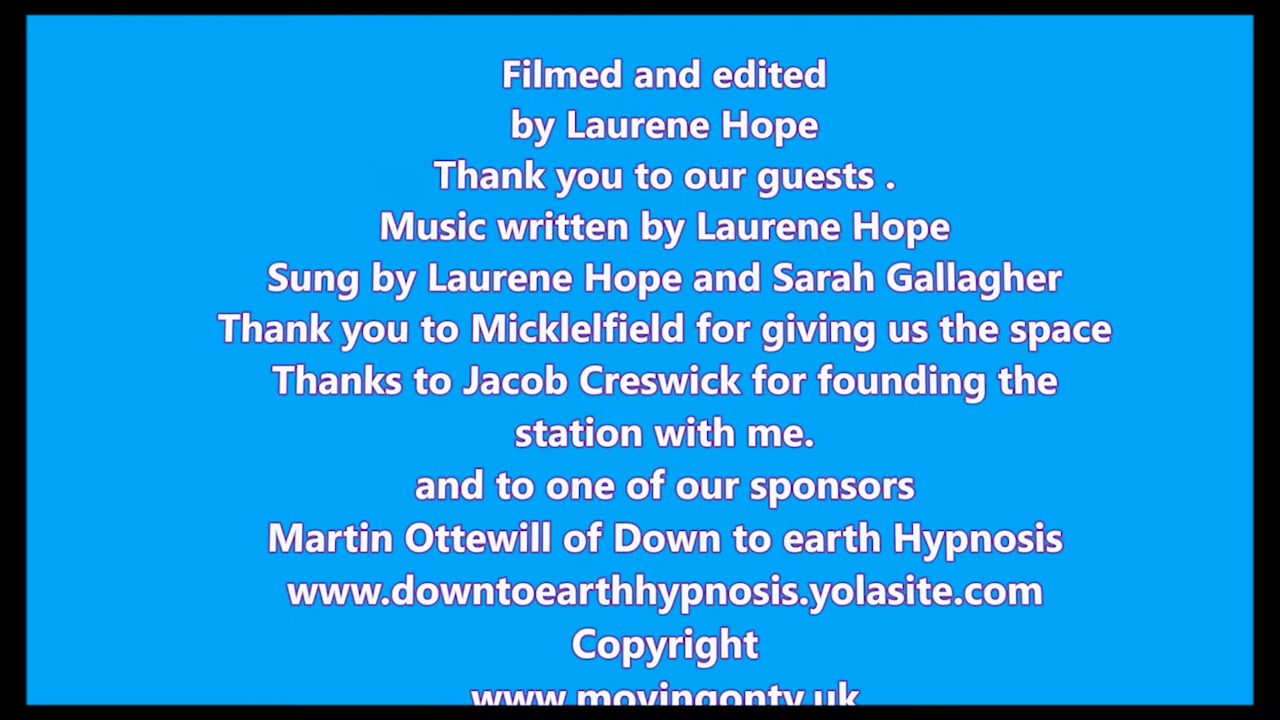 Filmed and edited
by Laurene Hope
Thank you to our guests .
Music written by Laurene Hope
Sung by Laurene Hope and Sarah Gallagher
Thank you to Micklelfield for giving us the space
Thanks to Jacob Creswick for founding the
station with me.
and to one of our sponsors
Martin Ottewill of Down to earth Hypnosis
www.downtoearthhypnosis.yolasite.com
Copyright
www.movingontv.uk